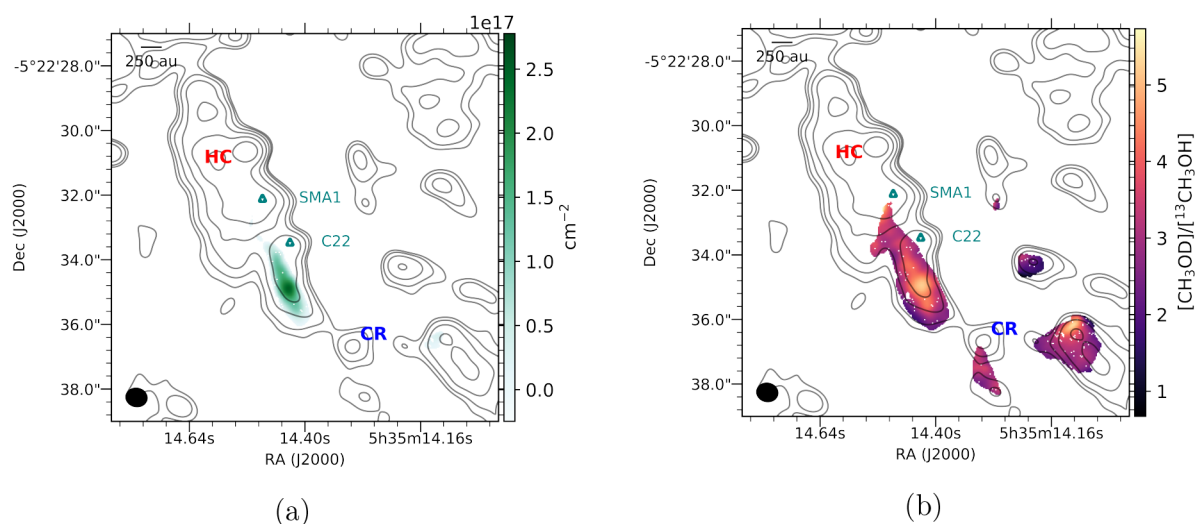 1e17
250 au
-5°22'28.0"
30.0"
32.0"
34.0"
36.0"
38.0"
Dec (J2000)
HC
SMA1
C22
CR
14.64s
14.40s
5h35m14.16s
RA (J2000)
2.5
2.0
1.5
1.0
0.5
0.0
cm⁻²
(a)
250 au
-5°22'28.0"
30.0"
32.0"
34.0"
36.0"
38.0"
Dec (J2000)
HC
SMA1
C22
CR
14.64s
14.40s
5h35m14.16s
RA (J2000)
5
4
3
2
1
[CH₃OD]/[¹³CH₃OH]
(b)